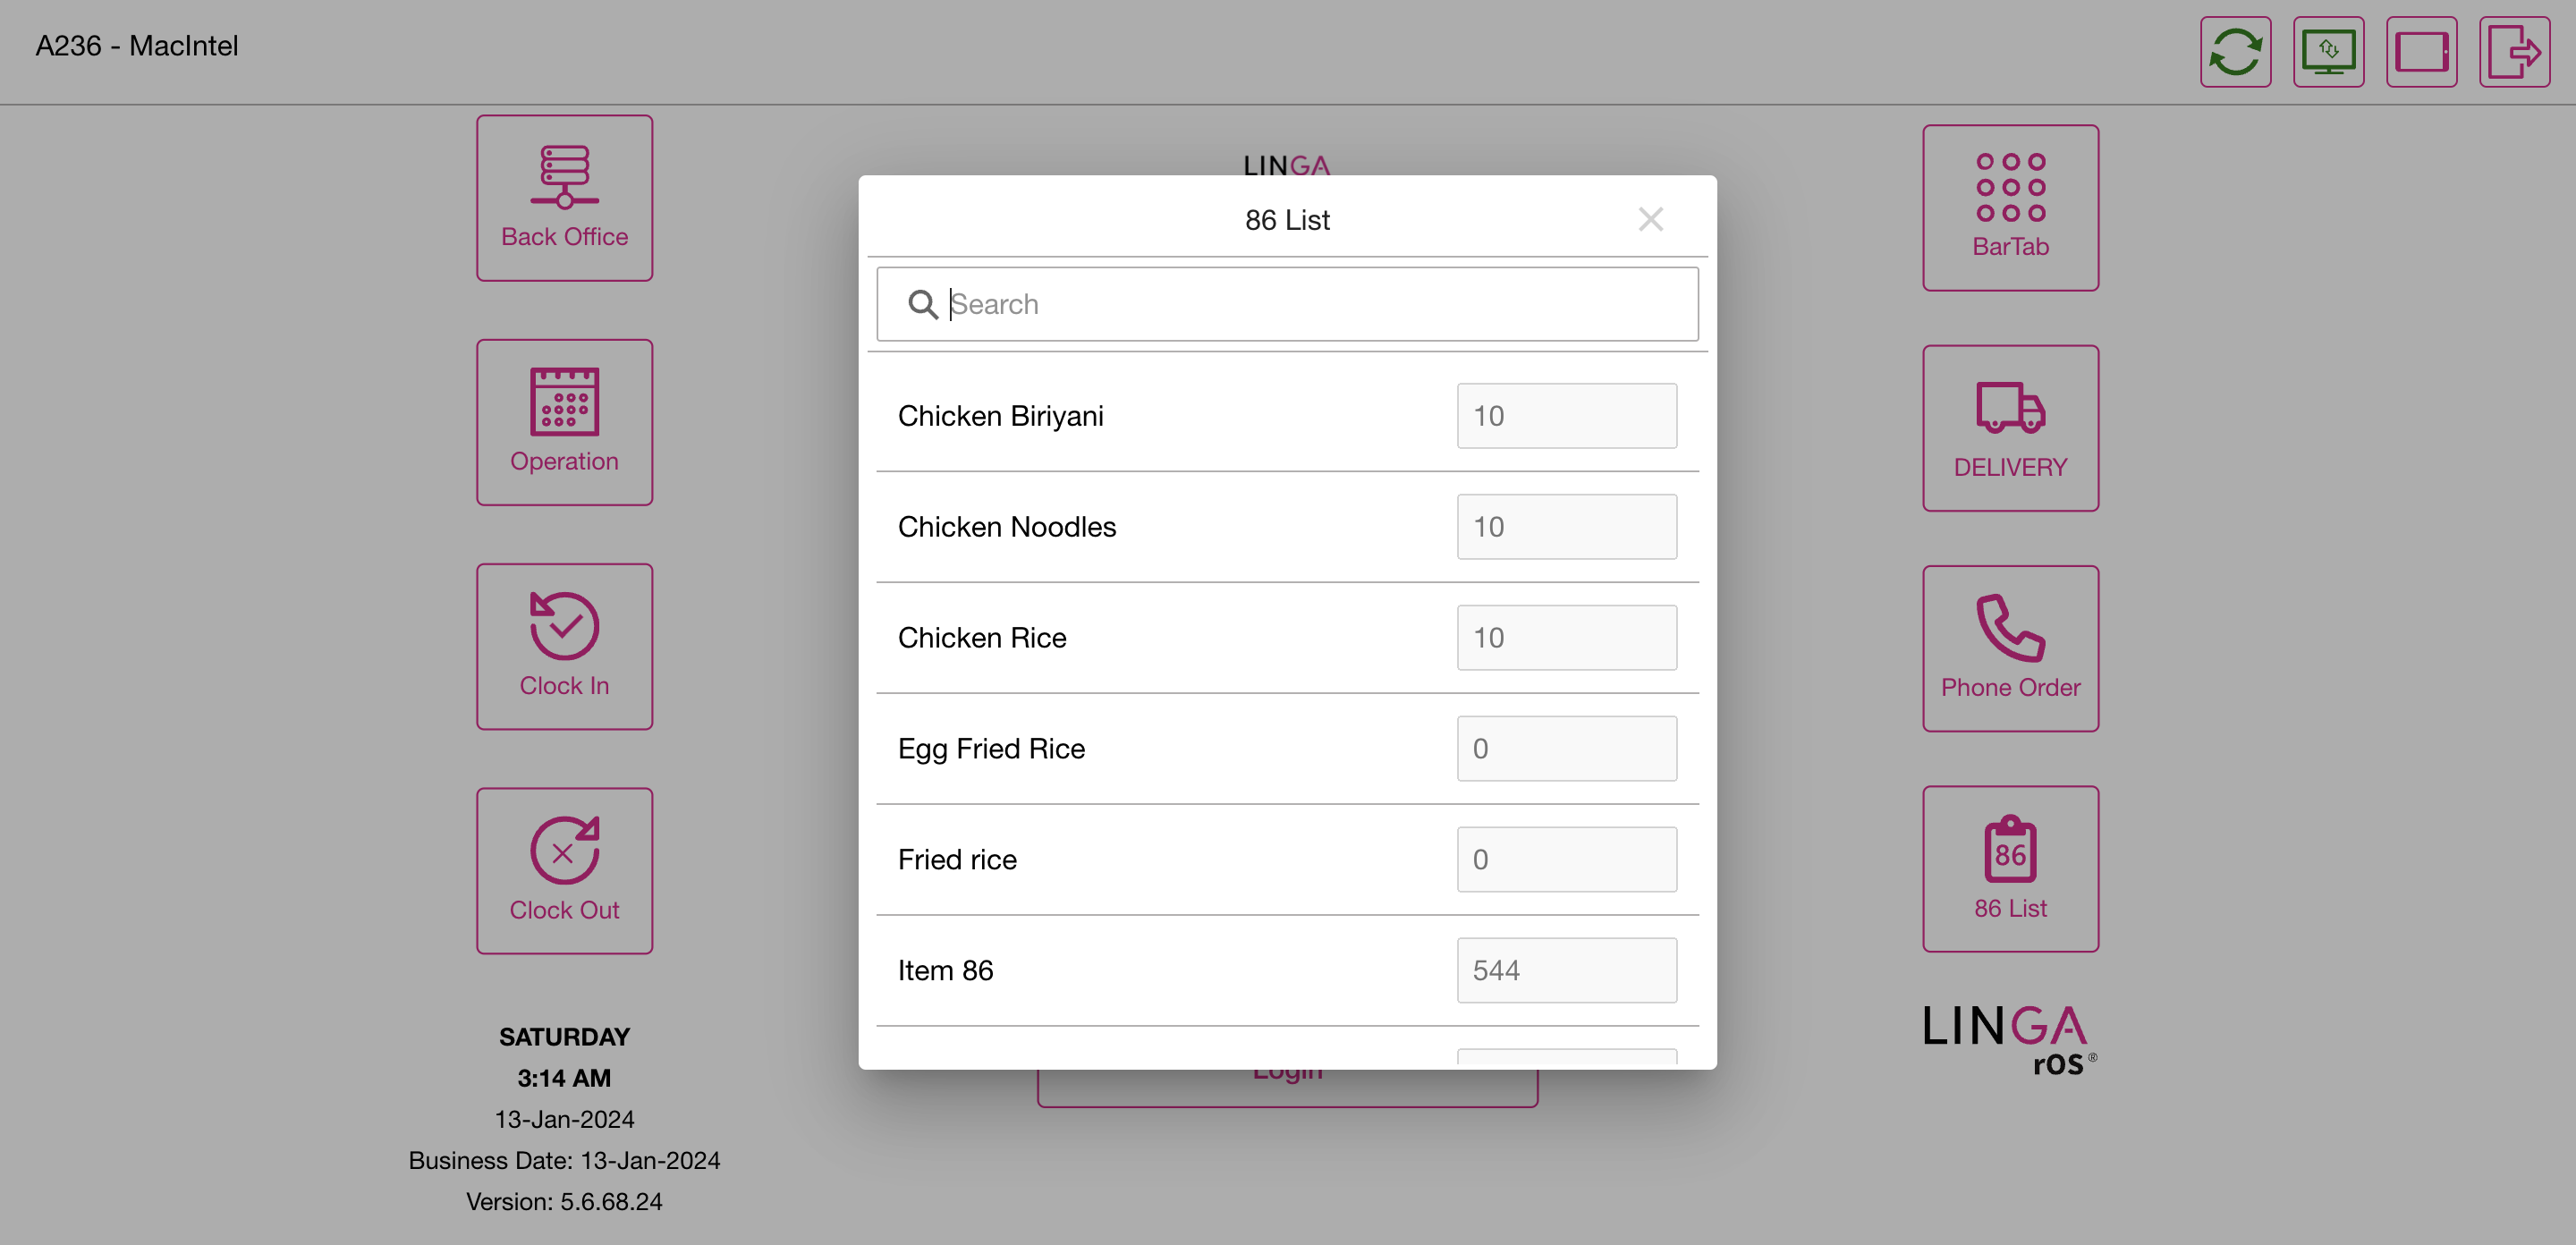 A236 - MacIntel
Back Office
Operation
Clock In
Clock Out
SATURDAY
3:14 AM
13-Jan-2024
Business Date: 13-Jan-2024
Version: 5.6.68.24
LINGA
86 List
Search
Chicken Biriyani 10
Chicken Noodles 10
Chicken Rice 10
Egg Fried Rice 0
Fried rice 0
Item 86 544
Login
BarTab
DELIVERY
Phone Order
86
86 List
LINGA
rOS®